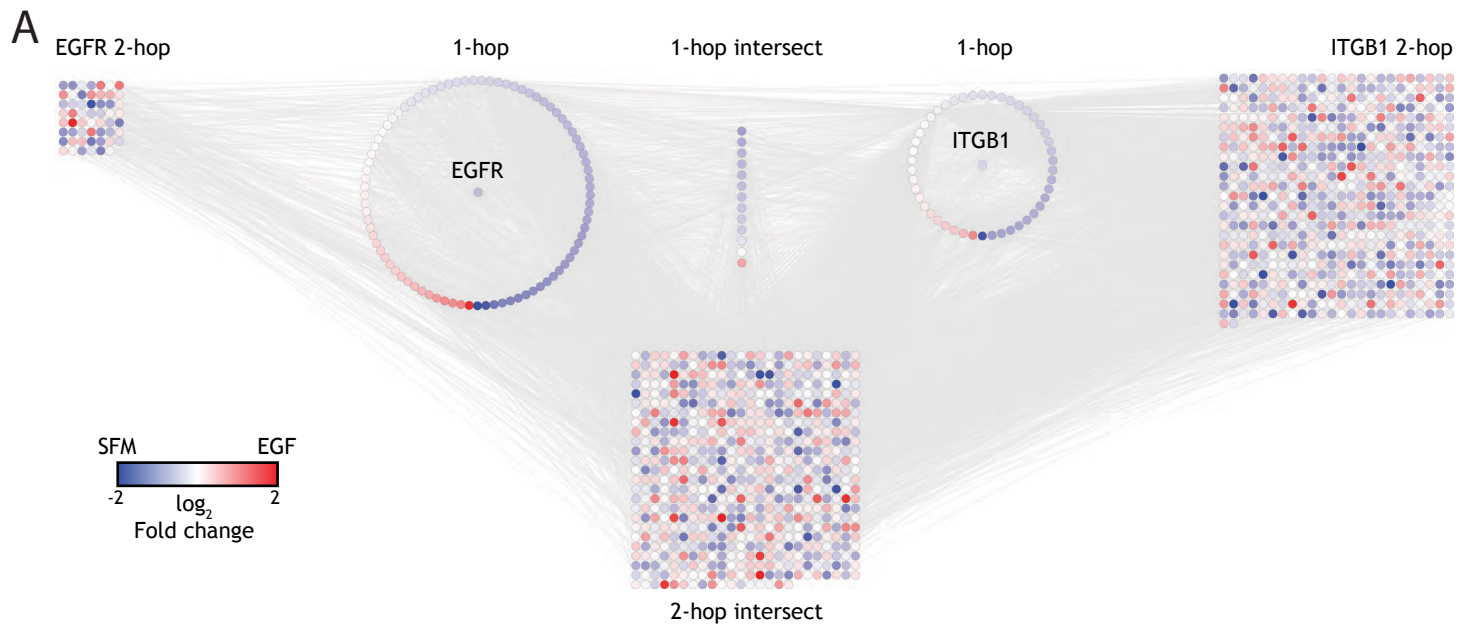 A
EGFR 2-hop
1-hop
1-hop intersect
1-hop
ITGB1 2-hop
EGFR
ITGB1
SFM
EGF
-2
log2
2
Fold change
2-hop intersect